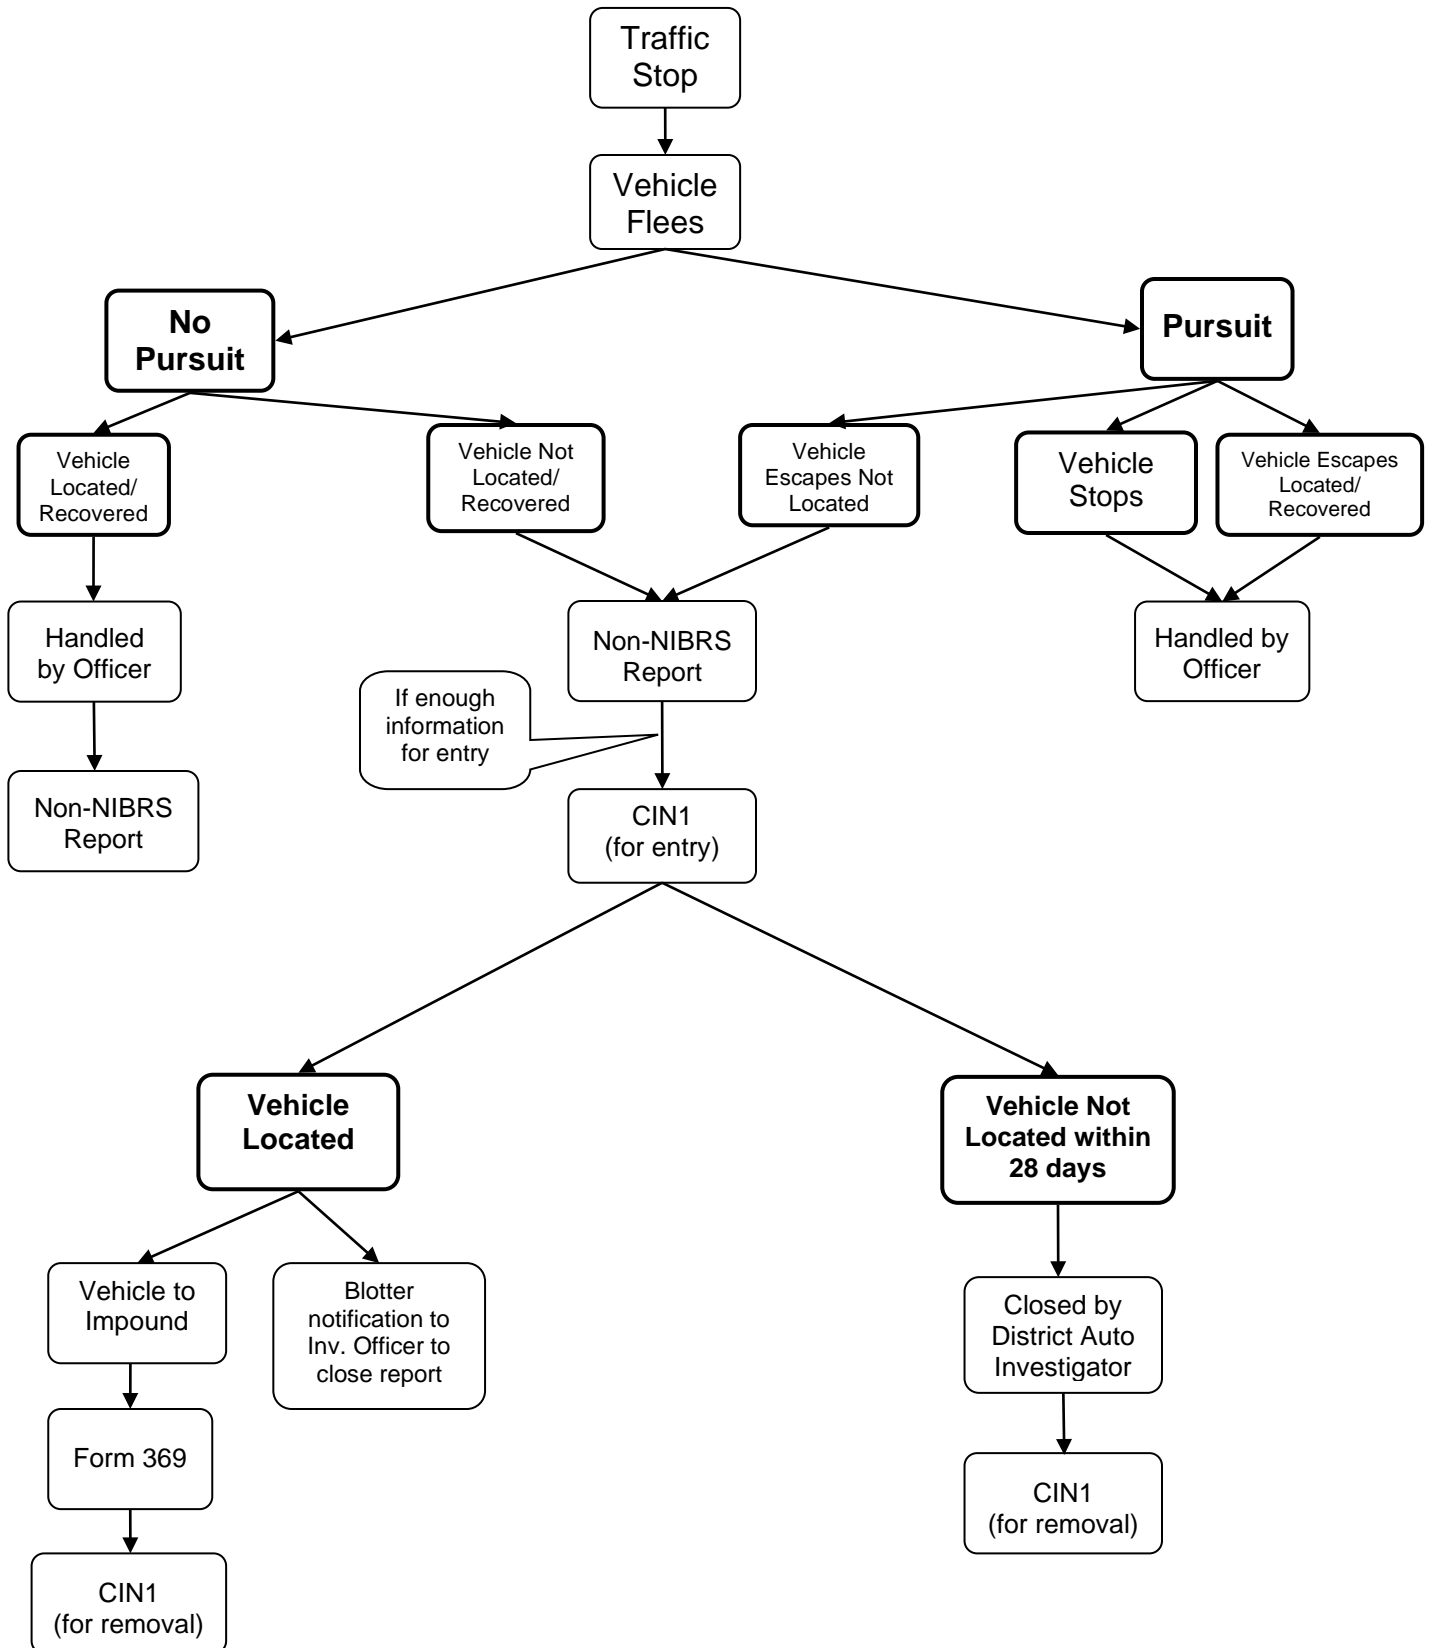 Traffic
Stop
Vehicle
Flees
No
Pursuit
Pursuit
Vehicle
Located/
Recovered
Vehicle Not
Located/
Recovered
Vehicle
Escapes Not
Located
Vehicle
Stops
Vehicle Escapes
Located/
Recovered
Handled
by Officer
Non-NIBRS
Report
Handled by
Officer
If enough
information
for entry
Non-NIBRS
Report
CIN1
(for entry)
Vehicle
Located
Vehicle Not
Located within
28 days
Vehicle to
Impound
Blotter
notification to
Inv. Officer to
close report
Closed by
District Auto
Investigator
Form 369
CIN1
(for removal)
CIN1
(for removal)